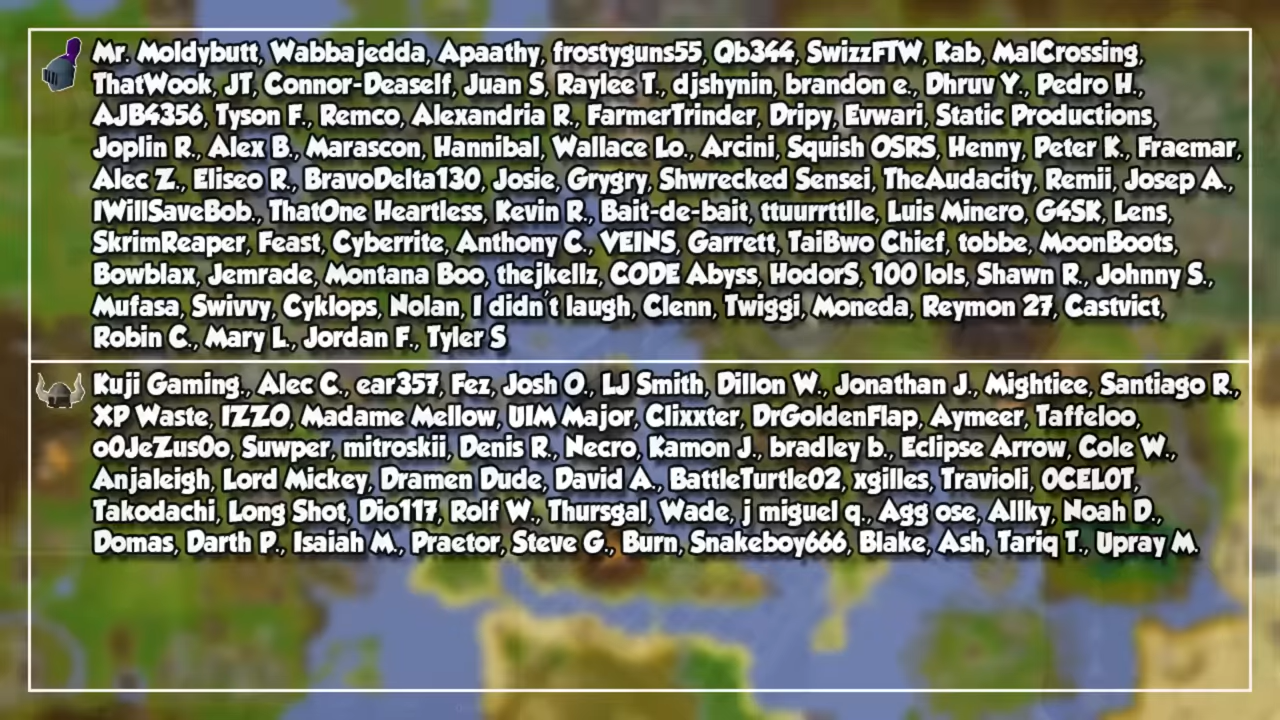 Mr. Moldybutt, Wabbajedda, Apaathy, frostyguns55, Qb344, SwizzFTW, Kab, MalCrossing,
ThatWook, JT, Connor-Deaself, Juan S, Raylee T., djshynin, brandon e., Dhruv Y., Pedro H.,
AJB4356, Tyson F., Remco, Alexandria R., FarmerTrinder, Dripy, Evwari, Static Productions,
Joplin R., Alex B., Marascon, Hannibal, Wallace Lo., Arcini, Squish OSRS, Henny, Peter K., Fraemar,
Alec Z., Eliseo R., BravoDelta130, Josie, Grygry, Shwrecked Sensei, TheAudacity, Remii, Josep A.,
IWillSaveBob., ThatOne Heartless, Kevin R., Bait-de-bait, ttuurrttlle, Luis Minero, G4SK, Lens,
SkrimReaper, Feast, Cyberrite, Anthony C., VEINS, Garrett, TaiBwo Chief, tobbe, MoonBoots,
Bowblax, Jemrade, Montana Boo, thejkellz, CODE Abyss, HodorS, 100 lols, Shawn R., Johnny S.,
Mufasa, Swivvy, Cyklops, Nolan, I didn't laugh, Clenn, Twiggi, Moneda, Reymon 27, Castvict,
Robin C., Mary L., Jordan F., Tyler S
Kuji Gaming., Alec C., ear357, Fez, Josh O., LJ Smith, Dillon W., Jonathan J., Mightiee, Santiago R.,
XP Waste, IZZO, Madame Mellow, UIM Major, Clixxter, DrGoldenFlap, Aymeer, Taffeloo,
o0JeZus0o, Suwper, mitroskii, Denis R., Necro, Kamon J., bradley b., Eclipse Arrow, Cole W.,
Anjaleigh, Lord Mickey, Dramen Dude, David A., BattleTurtle02, xgilles, Travioli, 0CEL0T,
Takodachi, Long Shot, Dio117, Rolf W., Thursgal, Wade, j miguel q., Agg ose, Allky, Noah D.,
Domas, Darth P., Isaiah M., Praetor, Steve G., Burn, Snakeboy666, Blake, Ash, Tariq T., Upray M.